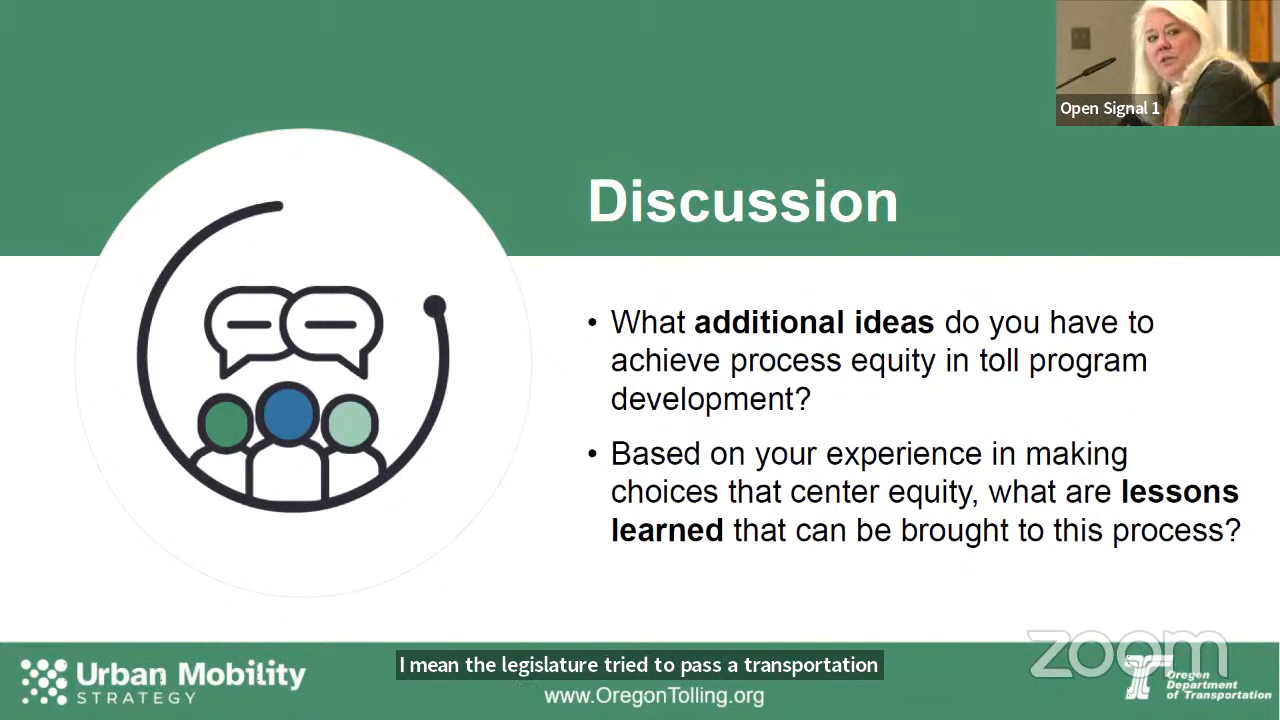 Open Signal 1
Discussion
• What additional ideas do you have to
achieve process equity in toll program
development?
• Based on your experience in making
choices that center equity, what are lessons
learned that can be brought to this process?
zoom
Urban Mobility
STRATEGY
I mean the legislature tried to pass a transportation
www.OregonTolling.org
Oregon
Department
of Transportation